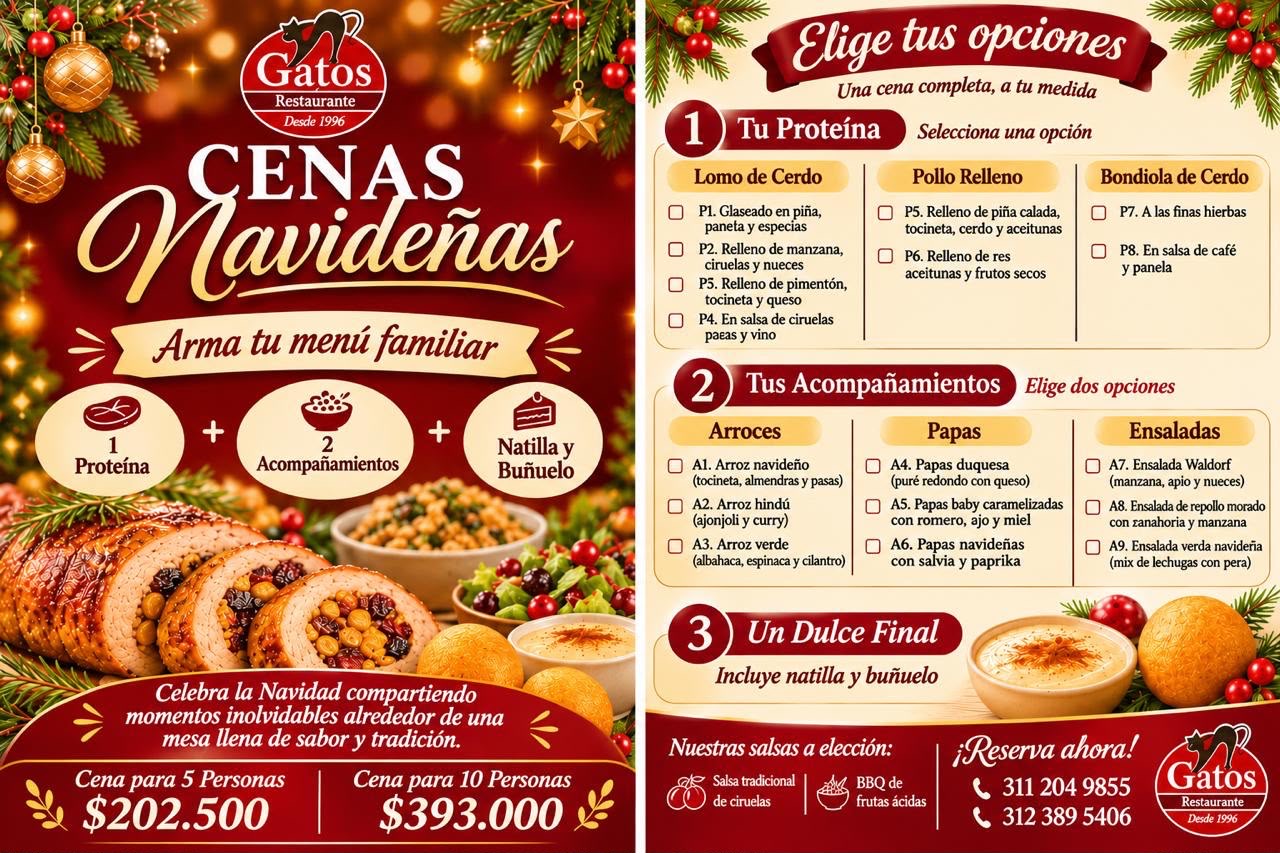 Gatos
Restaurante
Desde 1996
CENAS
Navideñas
Arma tu menú familiar
1
Proteína
+
2
Acompañamientos
+
Natilla y
Buñuelo
Celebra la Navidad compartiendo
momentos inolvidables alrededor de una
mesa llena de sabor y tradición.
Cena para 5 Personas
$202.500
Cena para 10 Personas
$393.000
Elige tus opciones
Una cena completa, a tu medida
1 Tu Proteína Selecciona una opción
Lomo de Cerdo
P1. Glaseado en piña,
paneta y especias
P2. Relleno de manzana,
ciruelas y nueces
P5. Relleno de pimentón,
tocineta y queso
P4. En salsa de ciruelas
paeas y vino
Pollo Relleno
P5. Relleno de piña calada,
tocineta, cerdo y aceitunas
P6. Relleno de res
aceitunas y frutos secos
Bondiola de Cerdo
P7. A las finas hierbas
P8. En salsa de café
y panela
2 Tus Acompañamientos Elige dos opciones
Arroces
A1. Arroz navideño
(tocineta, almendras y pasas)
A2. Arroz hindú
(ajonjoli y curry)
A3. Arroz verde
(albahaca, espinaca y cilantro)
Papas
A4. Papas duquesa
(puré redondo con queso)
A5. Papas baby caramelizadas
con romero, ajo y miel
A6. Papas navideñas
con salvia y paprika
Ensaladas
A7. Ensalada Waldorf
(manzana, apio y nueces)
A8. Ensalada de repollo morado
con zanahoria y manzana
A9. Ensalada verda navideña
(mix de lechugas con pera)
3 Un Dulce Final
Incluye natilla y buñuelo
Nuestras salsas a elección:
Salsa tradicional
de ciruelas
BBQ de
frutas ácidas
¡Reserva ahora!
311 204 9855
312 389 5406
Gatos
Restaurante
Desde 1996